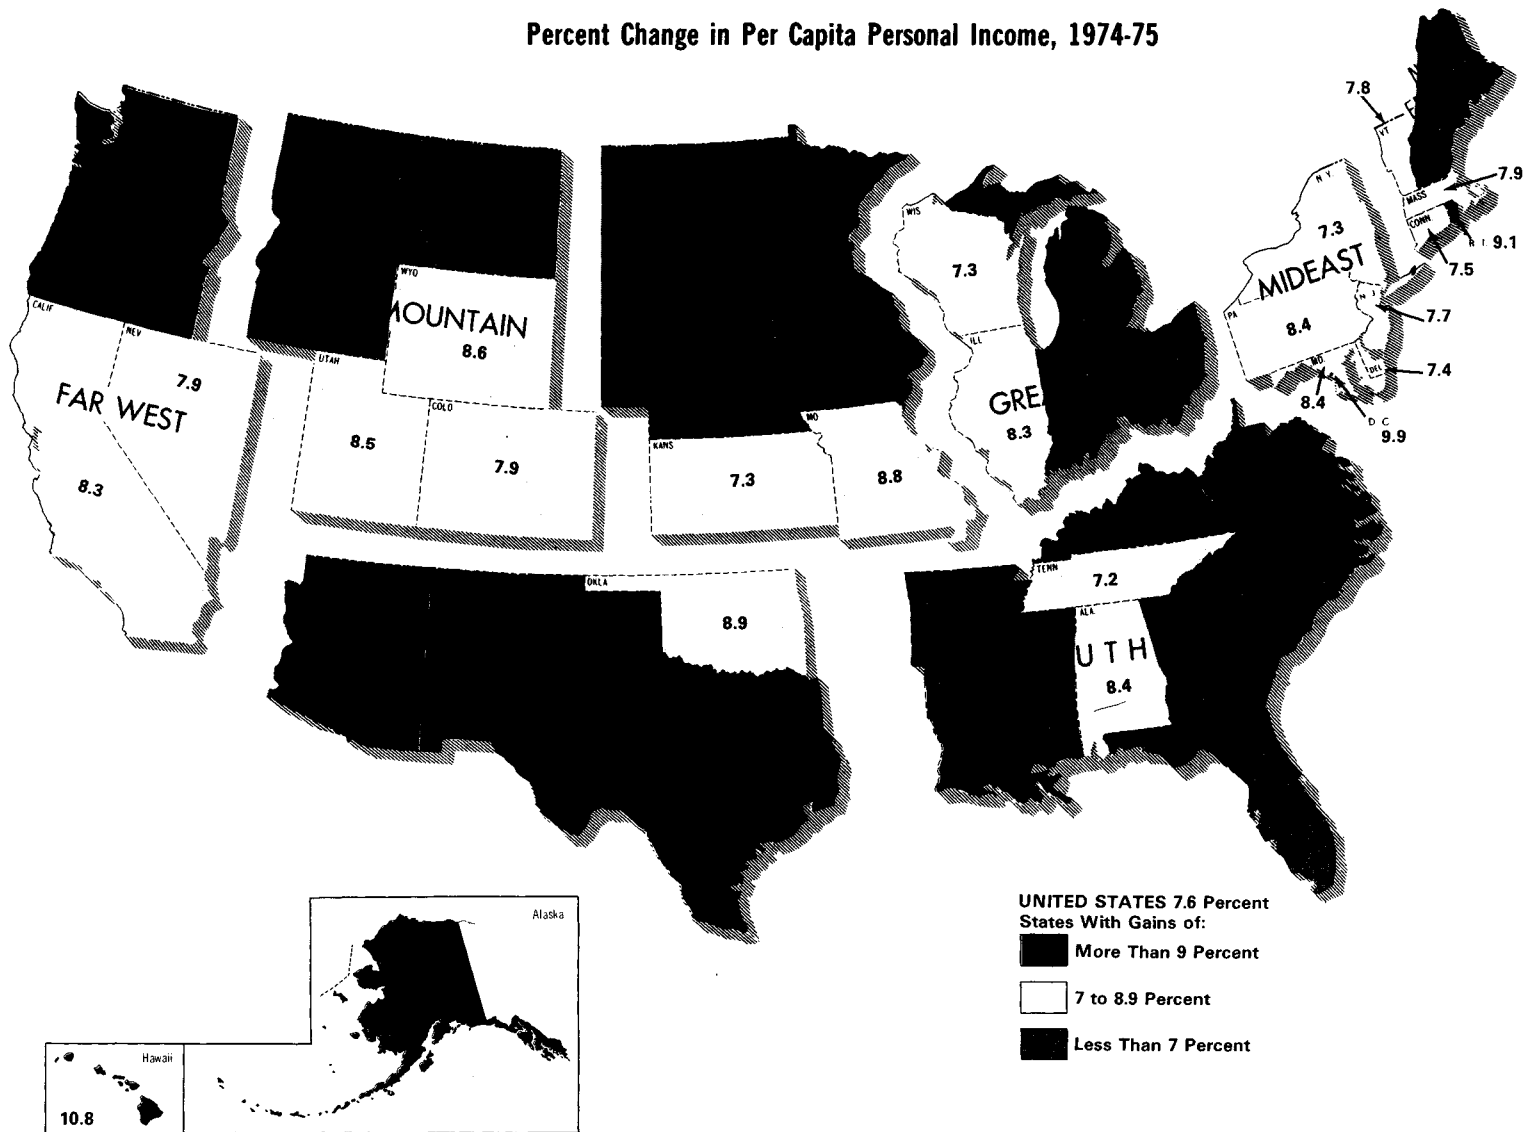 Percent Change in Per Capita Personal Income, 1974-75
7.8
VT
N
E
MASS
7.9
CONN
R I 9.1
7.5
N.Y.
7.3
MIDEAST
PA
8.4
N J
7.7
MD
DEL
7.4
8.4
D C
9.9
WIS
7.3
ILL
GREA
8.3
WYO
MOUNTAIN
8.6
CALIF
NEV
7.9
FAR WEST
8.3
UTAH
8.5
COLO
7.9
KANS
7.3
MO
8.8
OKLA
8.9
TENN
7.2
ALA.
UTH
8.4
UNITED STATES 7.6 Percent
States With Gains of:
More Than 9 Percent
7 to 8.9 Percent
Less Than 7 Percent
Alaska
Hawaii
10.8